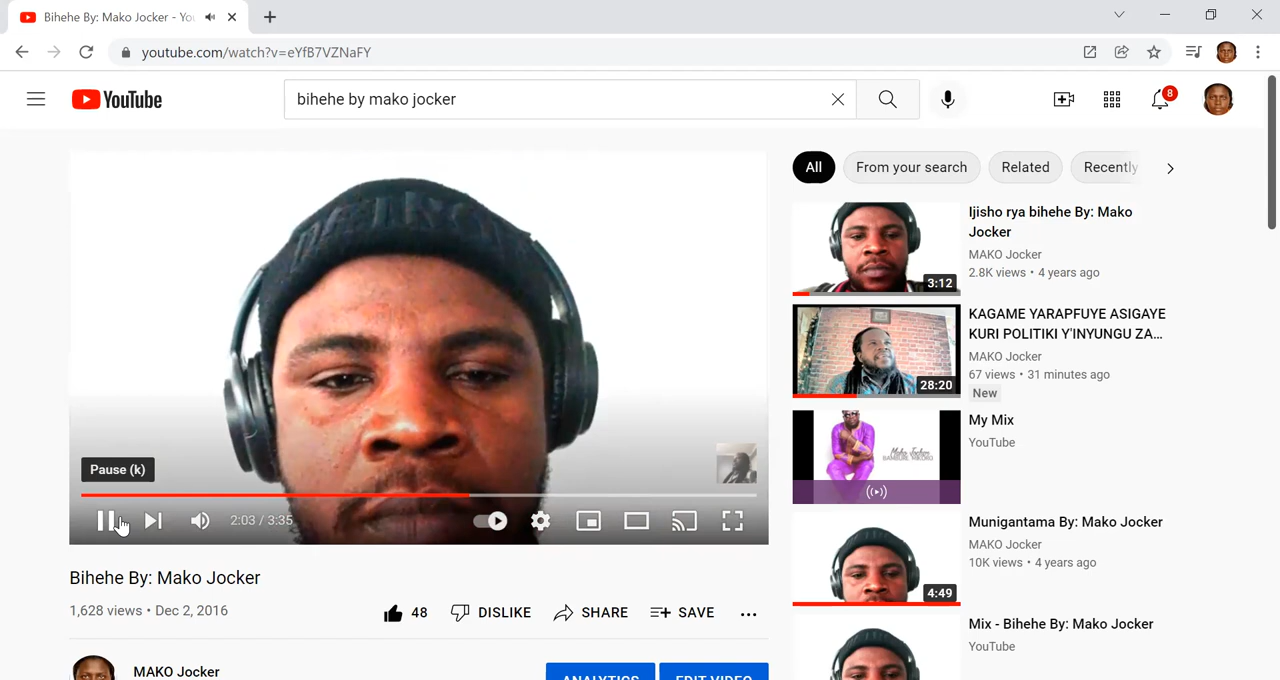 Bihehe By: Mako Jocker - You
youtube.com/watch?v=eYfB7VZNaFY
YouTube
bihehe by mako jocker
8
All
From your search
Related
Recently
Pause (k)
2:03 / 3:35
Bihehe By: Mako Jocker
1,628 views • Dec 2, 2016
48
DISLIKE
SHARE
SAVE
MAKO Jocker
ANALYTICS
EDIT VIDEO
3:12
Ijisho rya bihehe By: Mako
Jocker
MAKO Jocker
2.8K views • 4 years ago
28:20
KAGAME YARAPFUYE ASIGAYE
KURI POLITIKI Y'INYUNGU ZA...
MAKO Jocker
67 views • 31 minutes ago
New
My Mix
YouTube
4:49
Munigantama By: Mako Jocker
MAKO Jocker
10K views • 4 years ago
Mix - Bihehe By: Mako Jocker
YouTube